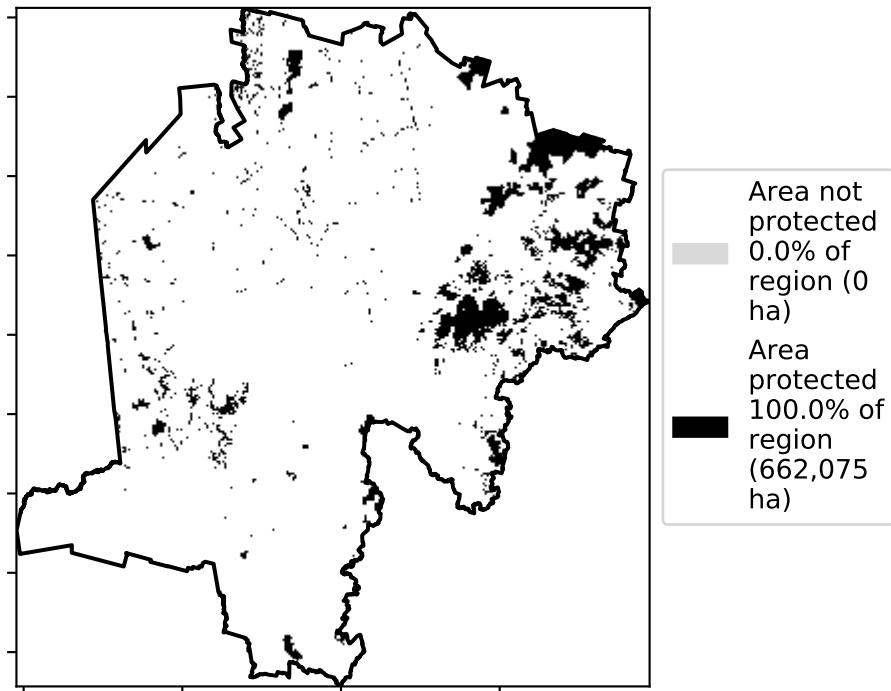 Area not
protected
0.0% of
region (0
ha)
Area
protected
100.0% of
region
(662,075
ha)